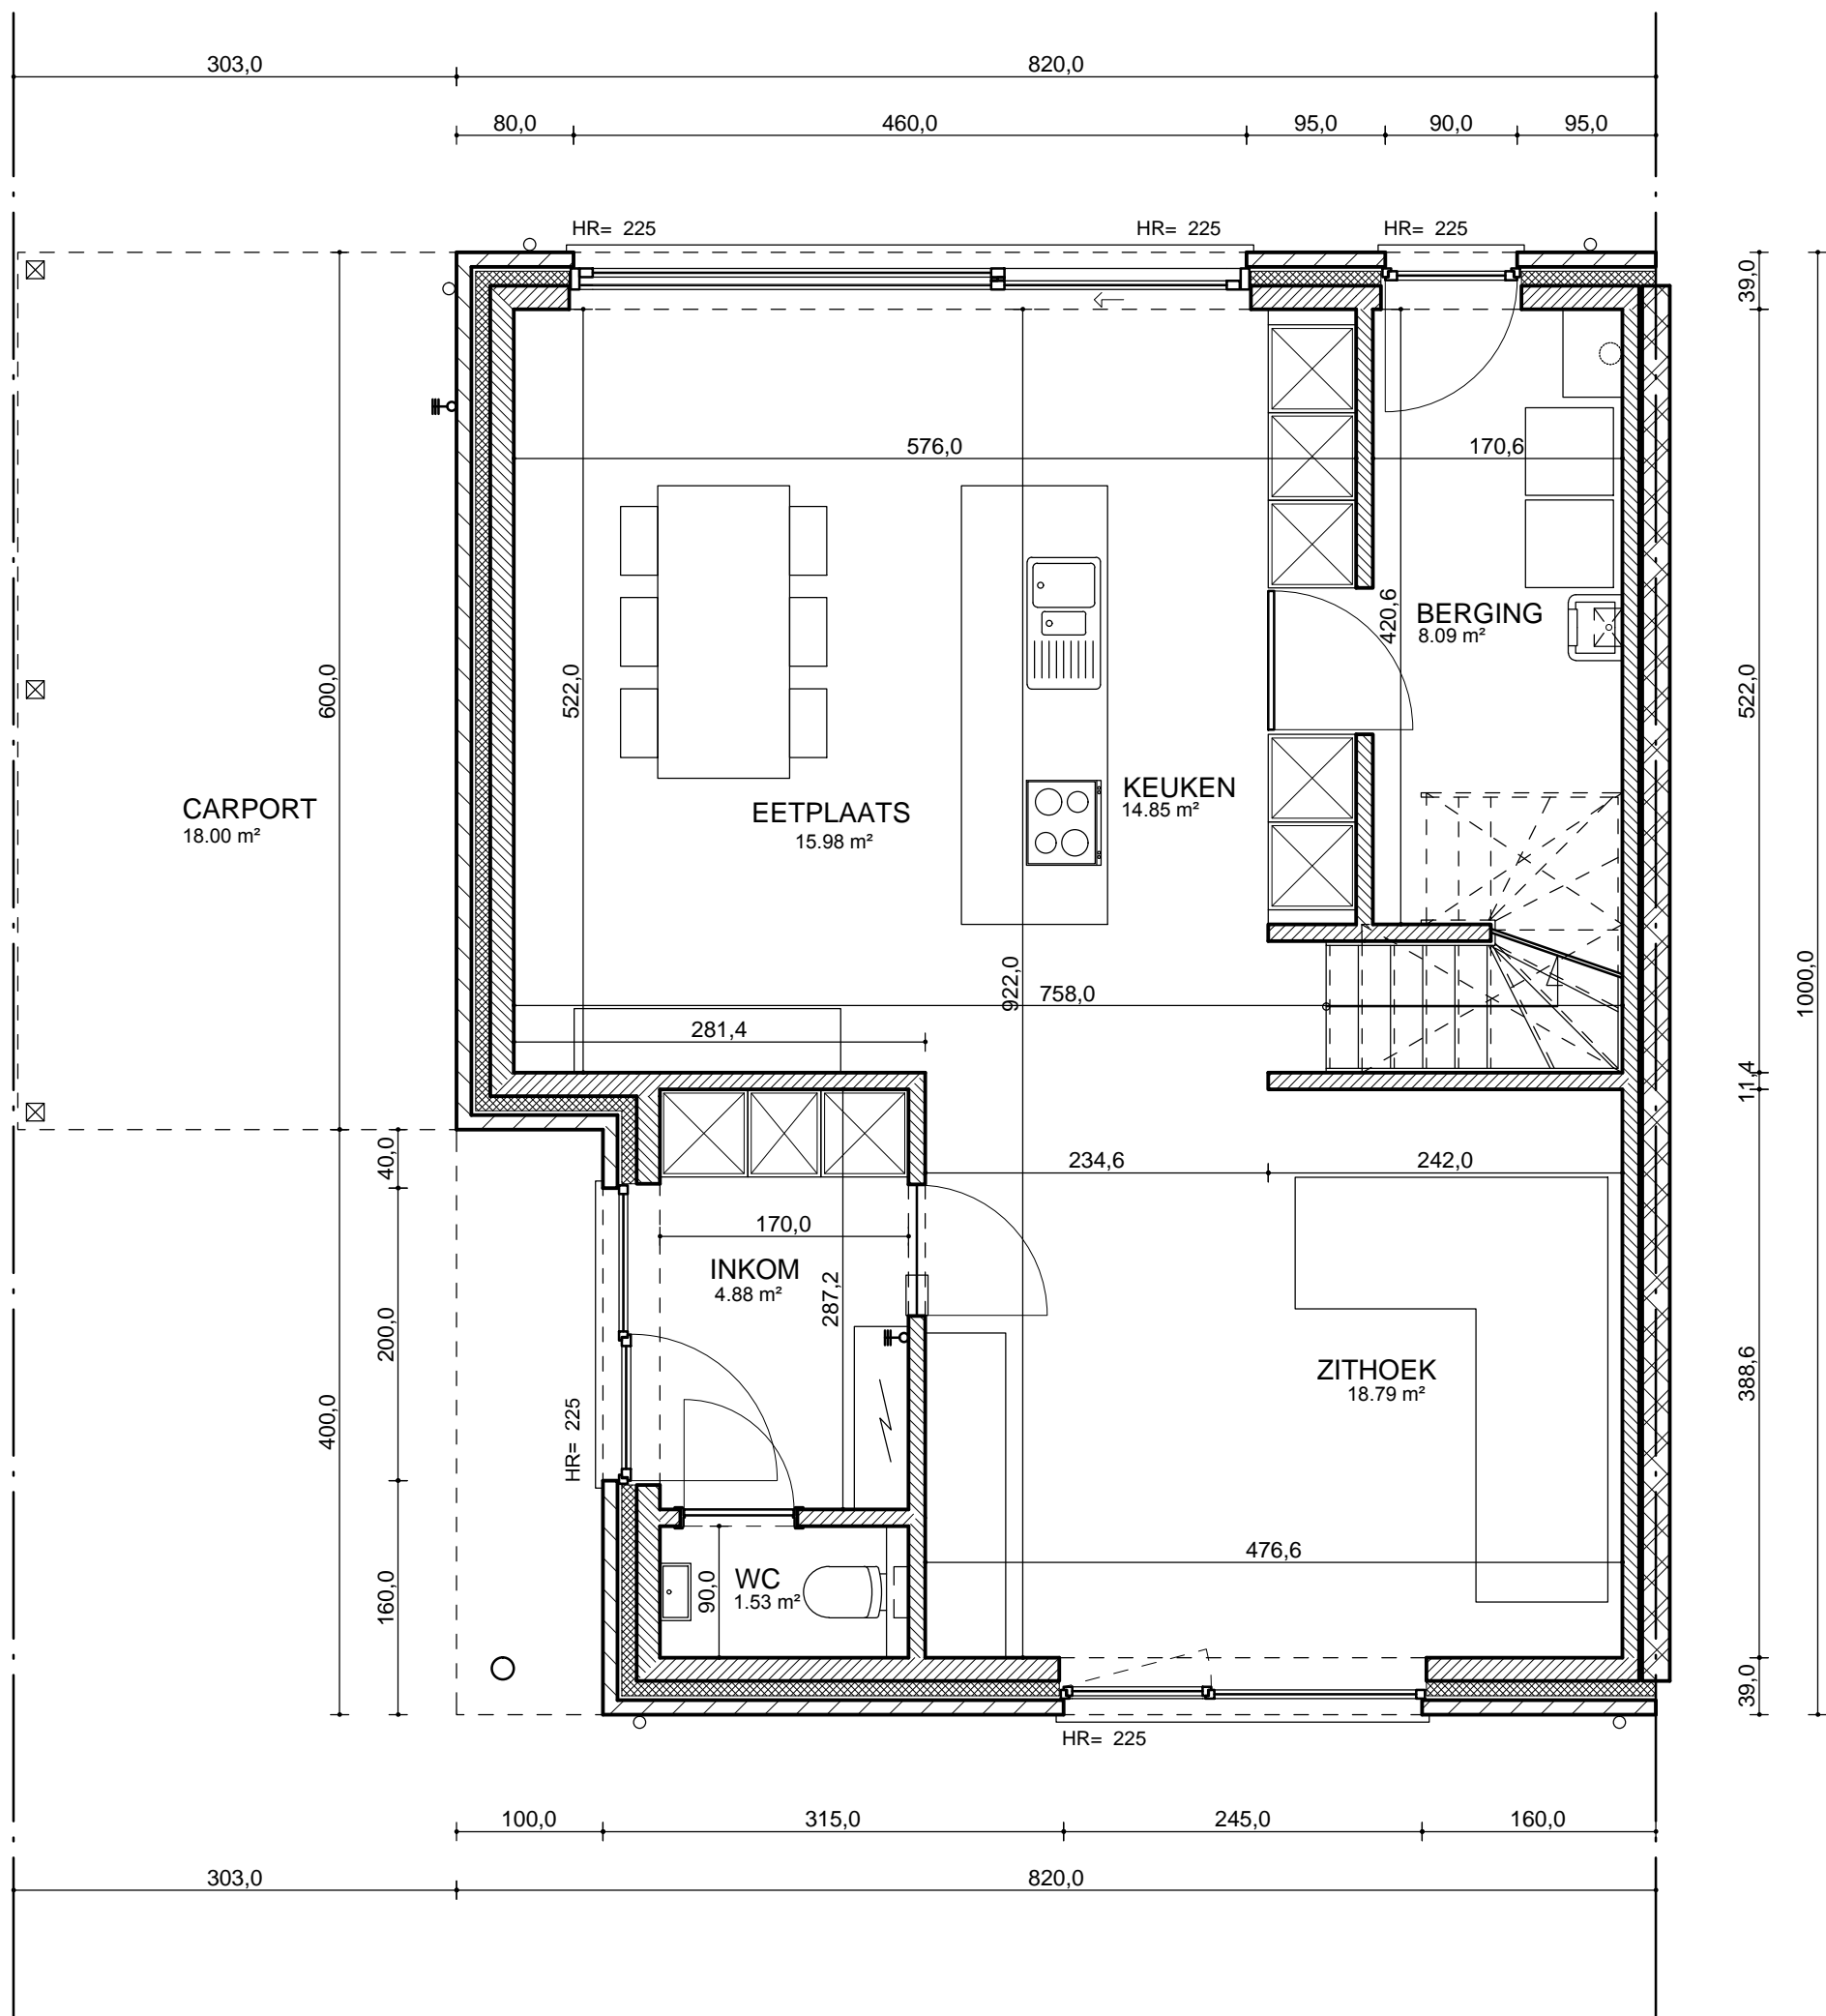 303,0 820,0
80,0 460,0 95,0 90,0 95,0
HR= 225 HR= 225 HR= 225
39,0
576,0 170,6
420,6
BERGING
8.09 m²
600,0 522,0 522,0
KEUKEN
14.85 m²
CARPORT
18.00 m²
EETPLAATS
15.98 m²
922,0
758,0
1000,0
281,4
11,4
40,0
234,6 242,0
170,0
INKOM
4.88 m²
287,2
200,0
ZITHOEK
18.79 m²
388,6
400,0
HR= 225
476,6
WC
1.53 m²
90,0
160,0
39,0
HR= 225
100,0 315,0 245,0 160,0
303,0 820,0